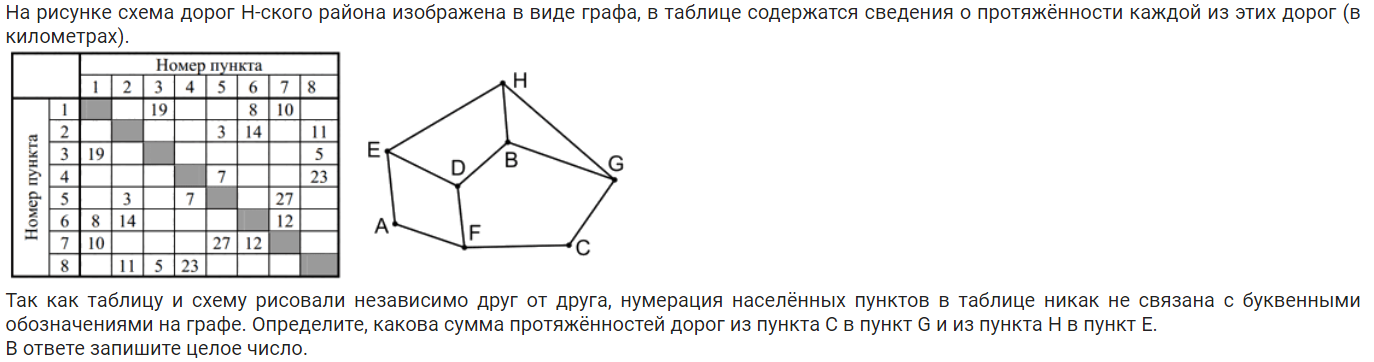 На рисунке схема дорог Н-ского района изображена в виде графа, в таблице содержатся сведения о протяжённости каждой из этих дорог (в
километрах).
Номер пункта
1 2 3 4 5 6 7 8
Номер пункта
1 19 8 10
2 3 14 11
3 19 5
4 7 23
5 3 7 27
6 8 14 12
7 10 27 12
8 11 5 23
H
E
D
B
G
A
F
C
Так как таблицу и схему рисовали независимо друг от друга, нумерация населённых пунктов в таблице никак не связана с буквенными
обозначениями на графе. Определите, какова сумма протяжённостей дорог из пункта C в пункт G и из пункта H в пункт E.
В ответе запишите целое число.